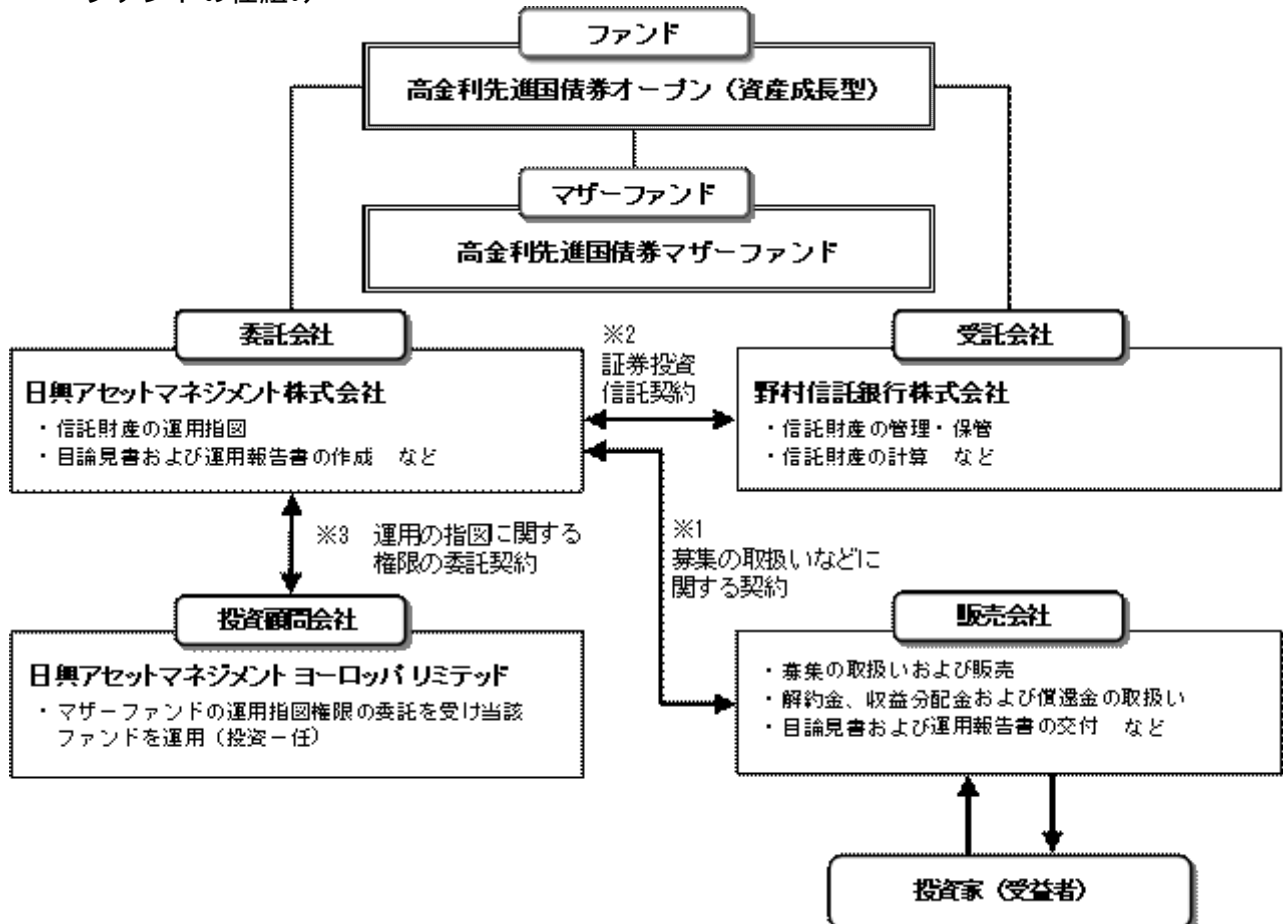 ファンドの仕組み
ファンド
高金利先進国債券オープン（資産成長型）
マザーファンド
高金利先進国債券マザーファンド
委託会社
日興アセットマネジメント株式会社
・信託財産の運用指図
・目論見書および運用報告書の作成 など
※2
証券投資
信託契約
受託会社
野村信託銀行株式会社
・信託財産の管理・保管
・信託財産の計算 など
※3 運用の指図に関する
権限の委託契約
※1
募集の取扱いなどに
関する契約
投資顧問会社
日興アセットマネジメント ヨーロッパ リミテッド
・マザーファンドの運用指図権限の委託を受け当該
ファンドを運用（投資一任）
販売会社
・募集の取扱いおよび販売
・解約金、収益分配金および償還金の取扱い
・目論見書および運用報告書の交付 など
投資家（受益者）